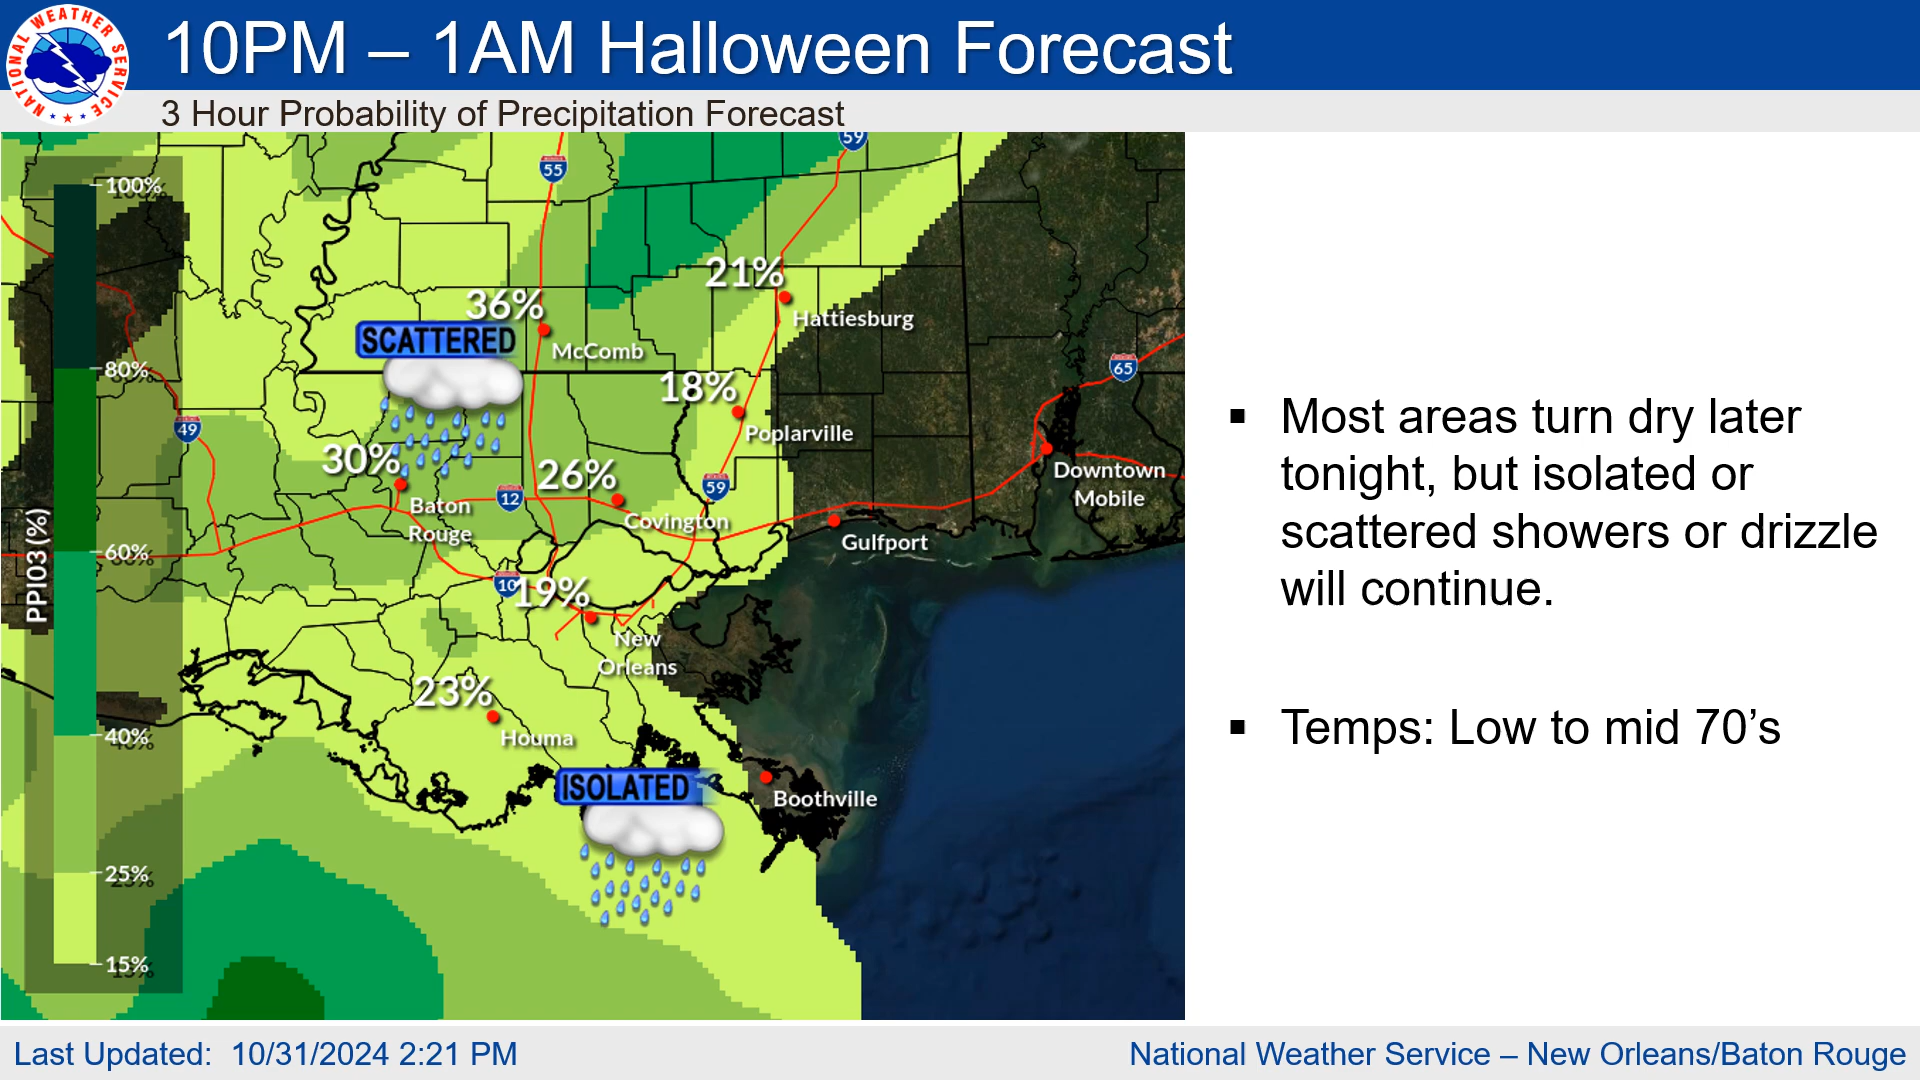 NATIONAL WEATHER SERVICE
10PM – 1AM Halloween Forecast
3 Hour Probability of Precipitation Forecast
100%
80%
60%
40%
25%
15%
PPI03 (%)
55
59
49
12
59
10
65
21%
Hattiesburg
36%
McComb
SCATTERED
18%
Poplarville
30%
Baton
Rouge
26%
Covington
Downtown
Mobile
Gulfport
19%
New
Orleans
23%
Houma
ISOLATED
Boothville
▪ Most areas turn dry later
tonight, but isolated or
scattered showers or drizzle
will continue.
▪ Temps: Low to mid 70’s
Last Updated: 10/31/2024 2:21 PM
National Weather Service – New Orleans/Baton Rouge